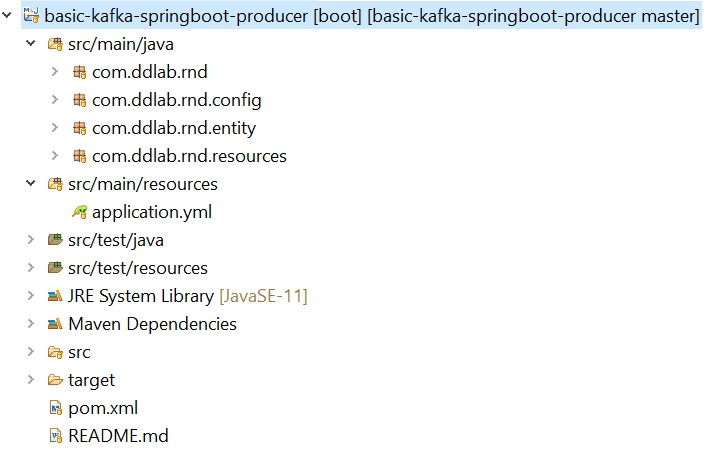 basic-kafka-springboot-producer [boot] [basic-kafka-springboot-producer master]
src/main/java
com.ddlab.rnd
com.ddlab.rnd.config
com.ddlab.rnd.entity
com.ddlab.rnd.resources
src/main/resources
application.yml
src/test/java
src/test/resources
JRE System Library [JavaSE-11]
Maven Dependencies
src
target
pom.xml
README.md